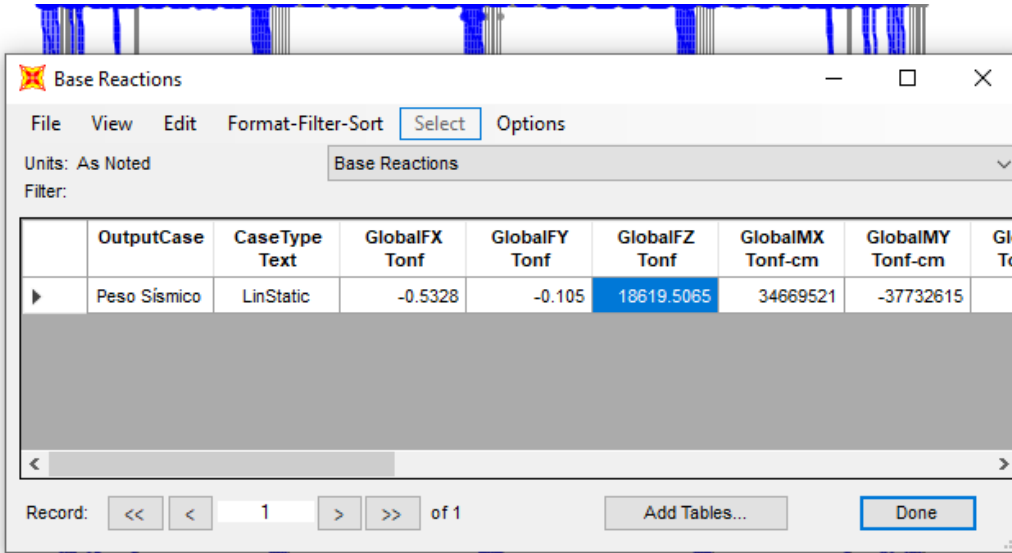 Base Reactions
File View Edit Format-Filter-Sort Select Options
Units: As Noted Base Reactions
Filter:
OutputCase CaseType GlobalFX GlobalFY GlobalFZ GlobalMX GlobalMY
Text Tonf Tonf Tonf Tonf-cm Tonf-cm
Peso Sísmico LinStatic -0.5328 -0.105 18619.5065 34669521 -37732615
Record: << < 1 > >> of 1 Add Tables... Done